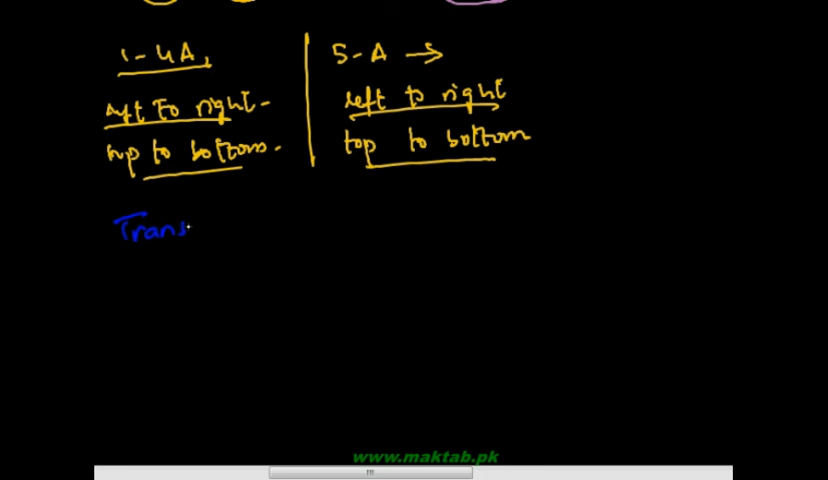 1-4A,
left to right-
top to bottom-
5-A →
left to right
top to bottom
Trans
www.maktab.pk